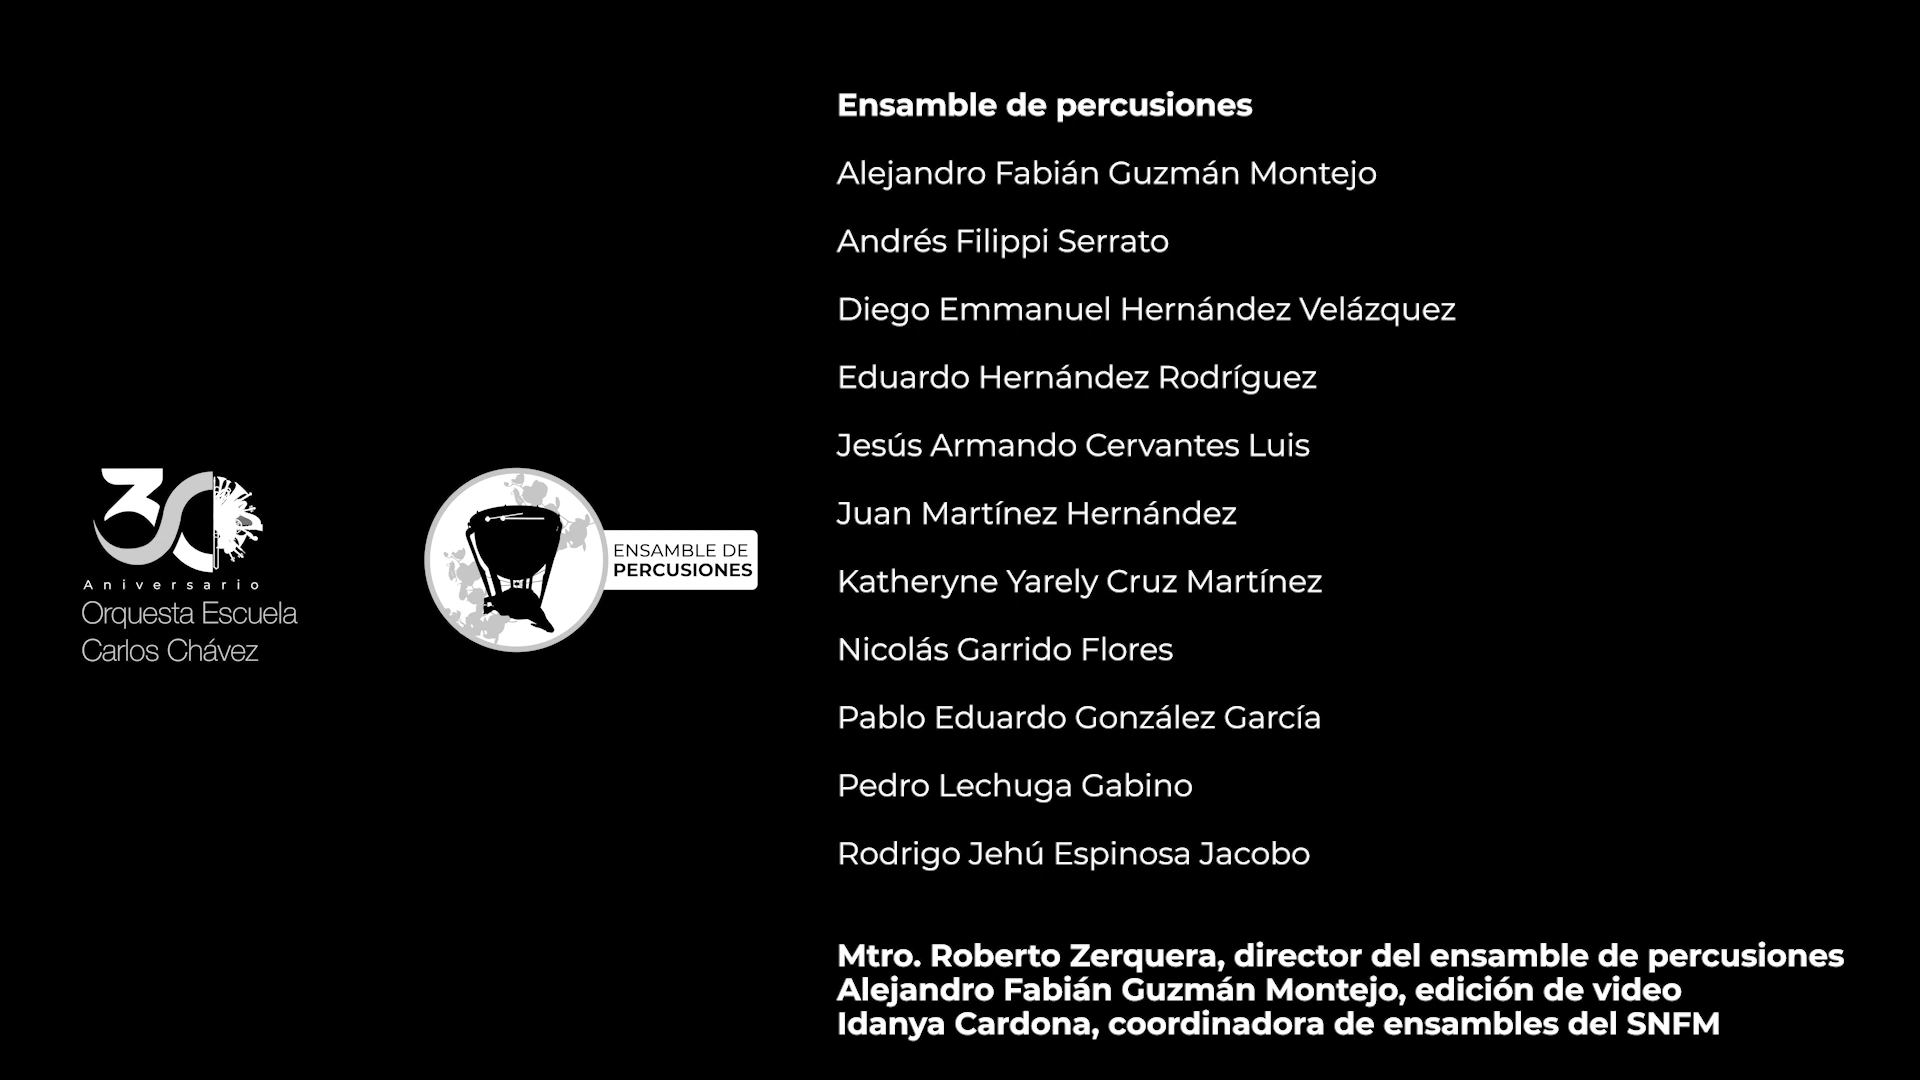 30
Aniversario
Orquesta Escuela
Carlos Chávez
ENSAMBLE DE
PERCUSIONES
Ensamble de percusiones
Alejandro Fabián Guzmán Montejo
Andrés Filippi Serrato
Diego Emmanuel Hernández Velázquez
Eduardo Hernández Rodríguez
Jesús Armando Cervantes Luis
Juan Martínez Hernández
Katheryne Yarely Cruz Martínez
Nicolás Garrido Flores
Pablo Eduardo González García
Pedro Lechuga Gabino
Rodrigo Jehú Espinosa Jacobo
Mtro. Roberto Zerquera, director del ensamble de percusiones
Alejandro Fabián Guzmán Montejo, edición de video
Idanya Cardona, coordinadora de ensambles del SNFM